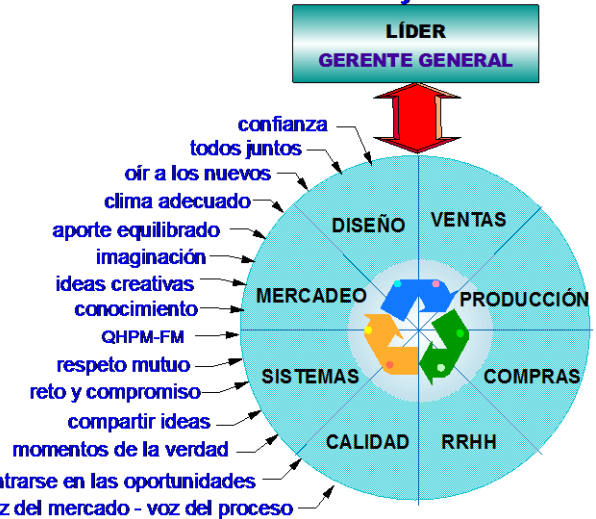 LÍDER
GERENTE GENERAL
confianza
todos juntos
oír a los nuevos
clima adecuado
aporte equilibrado
imaginación
ideas creativas
conocimiento
QHPM-FM
respeto mutuo
reto y compromiso
compartir ideas
momentos de la verdad
ntrarse en las oportunidades
z del mercado - voz del proceso
DISEÑO
VENTAS
MERCADEO
PRODUCCIÓN
SISTEMAS
COMPRAS
CALIDAD
RRHH